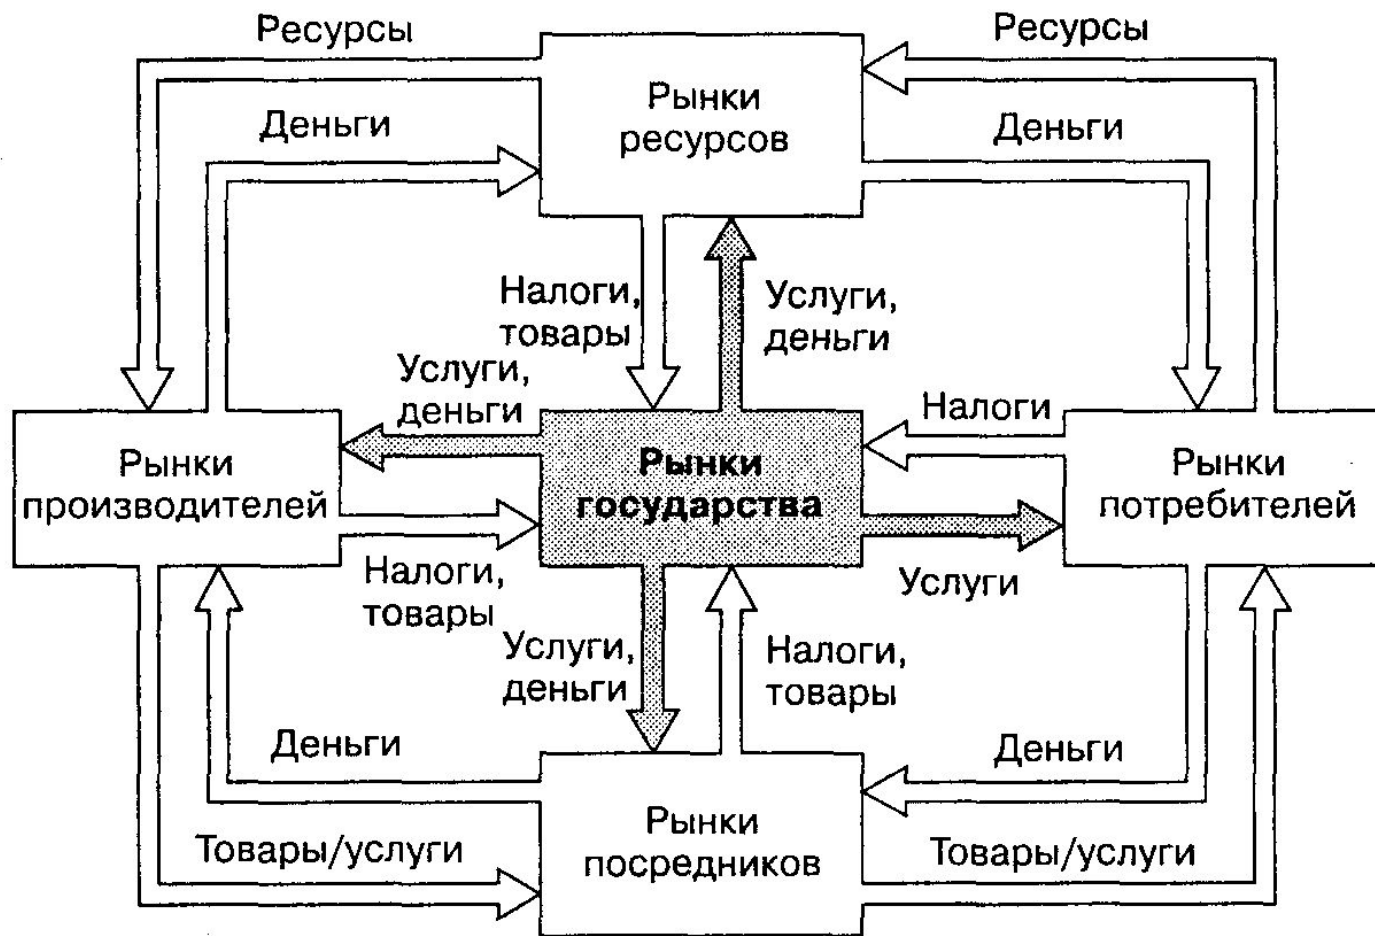 Ресурсы
Ресурсы
Рынки
ресурсов
Деньги
Деньги
Налоги,
товары
Услуги,
деньги
Услуги,
деньги
Налоги
Рынки
производителей
Рынки
государства
Рынки
потребителей
Налоги,
товары
Услуги
Услуги,
деньги
Налоги,
товары
Деньги
Деньги
Рынки
посредников
Товары/услуги
Товары/услуги